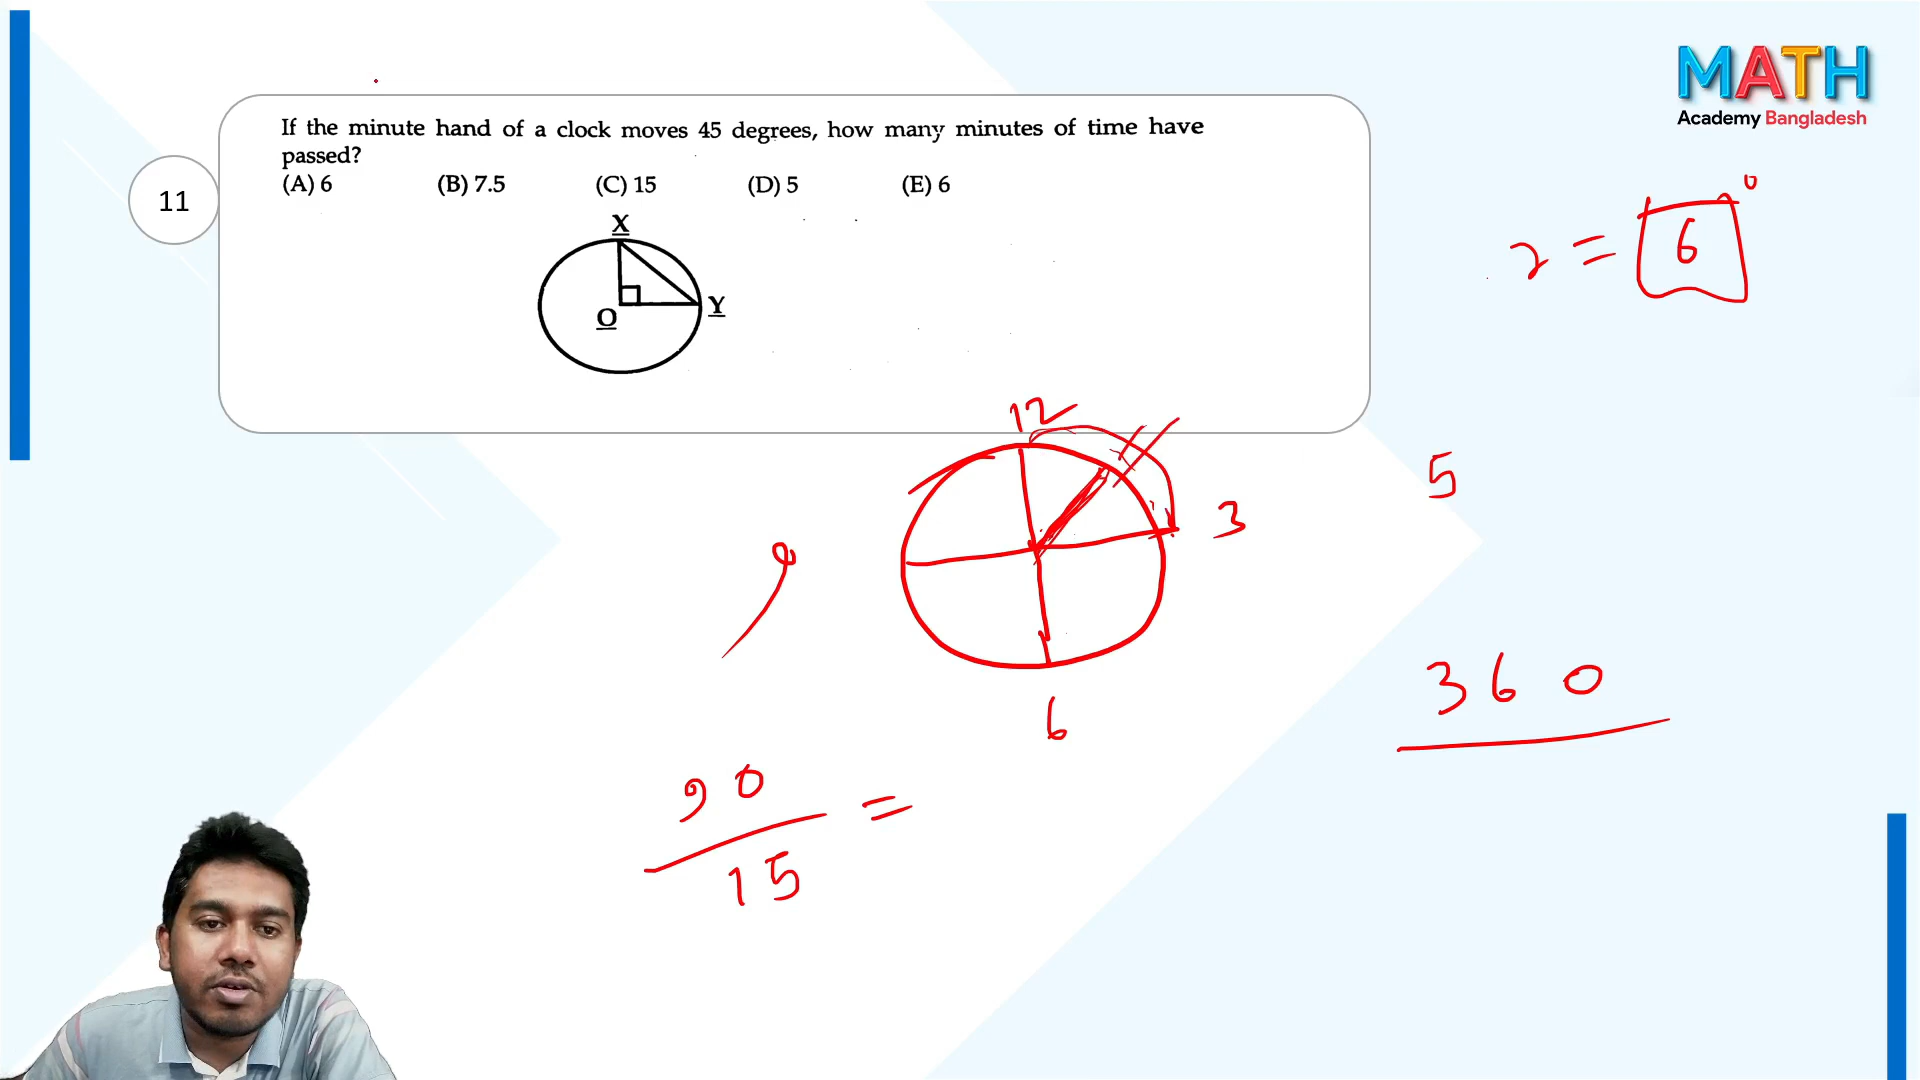 MATH
Academy Bangladesh
11
If the minute hand of a clock moves 45 degrees, how many minutes of time have
passed?
(A) 6 (B) 7.5 (C) 15 (D) 5 (E) 6
X
O
Y
= 6
12
3
6
5
360
90
15
=